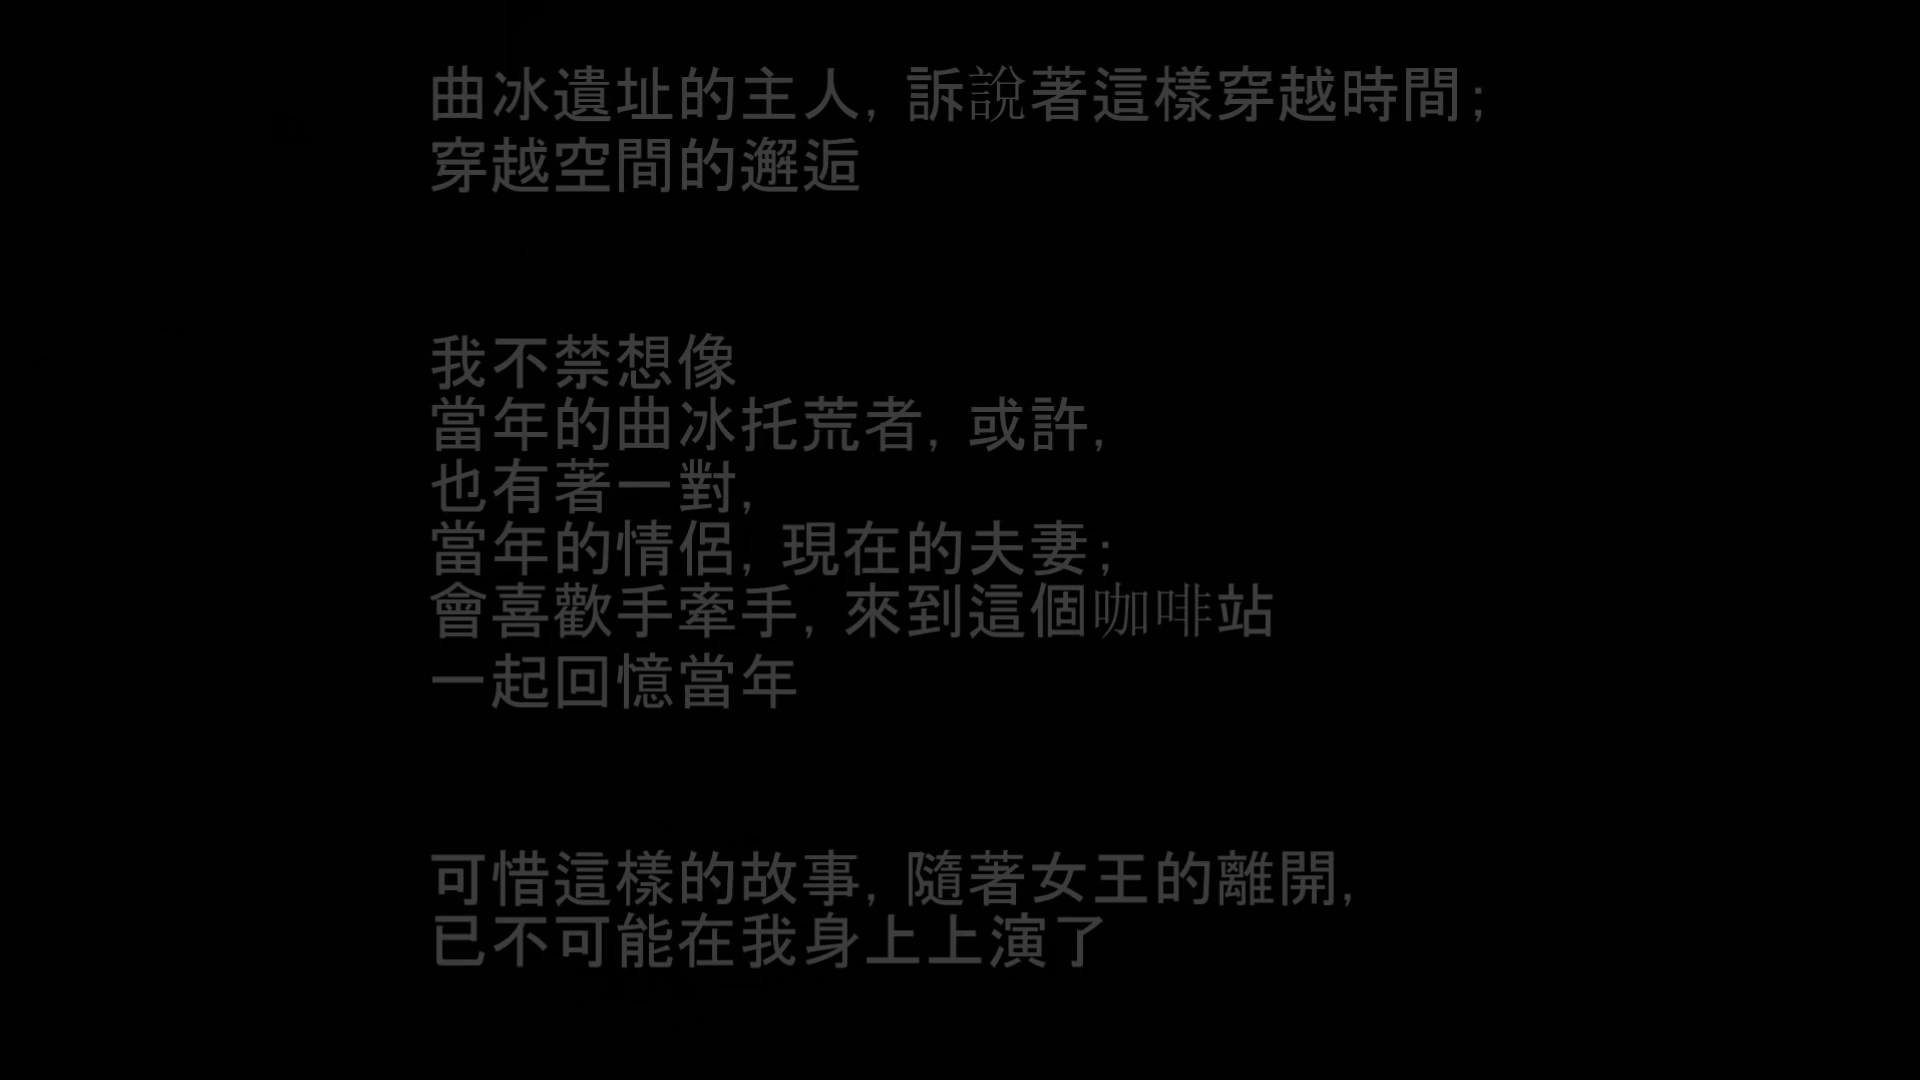 曲冰遺址的主人, 訴說著這樣穿越時間;
穿越空間的邂逅
我不禁想像
當年的曲冰托荒者, 或許,
也有著一對,
當年的情侶, 現在的夫妻;
會喜歡手牽手, 來到這個咖啡站
一起回憶當年
可惜這樣的故事, 隨著女王的離開,
已不可能在我身上上演了